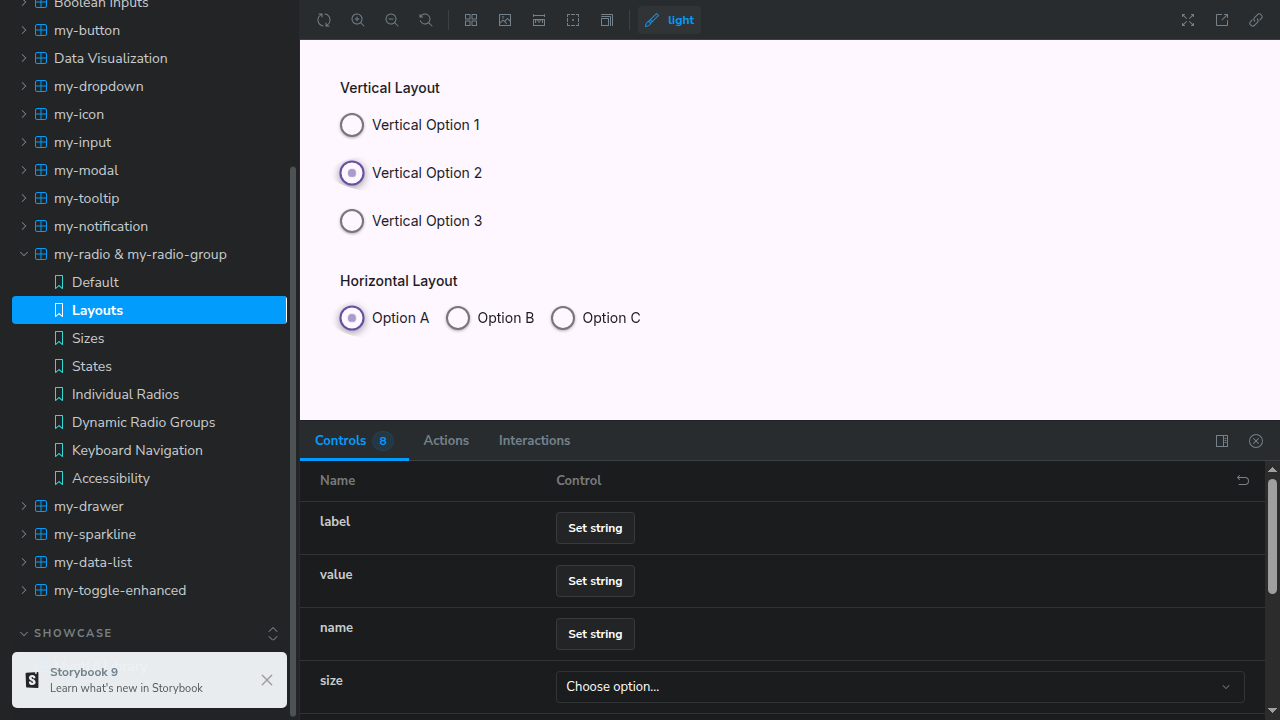 Boolean Inputs
my-button
Data Visualization
my-dropdown
my-icon
my-input
my-modal
my-tooltip
my-notification
my-radio & my-radio-group
Default
Layouts
Sizes
States
Individual Radios
Dynamic Radio Groups
Keyboard Navigation
Accessibility
my-drawer
my-sparkline
my-data-list
my-toggle-enhanced
SHOWCASE
Storybook 9
Learn what's new in Storybook
light
Vertical Layout
Vertical Option 1
Vertical Option 2
Vertical Option 3
Horizontal Layout
Option A Option B Option C
Controls 8 Actions Interactions
Name Control
label Set string
value Set string
name Set string
size Choose option...